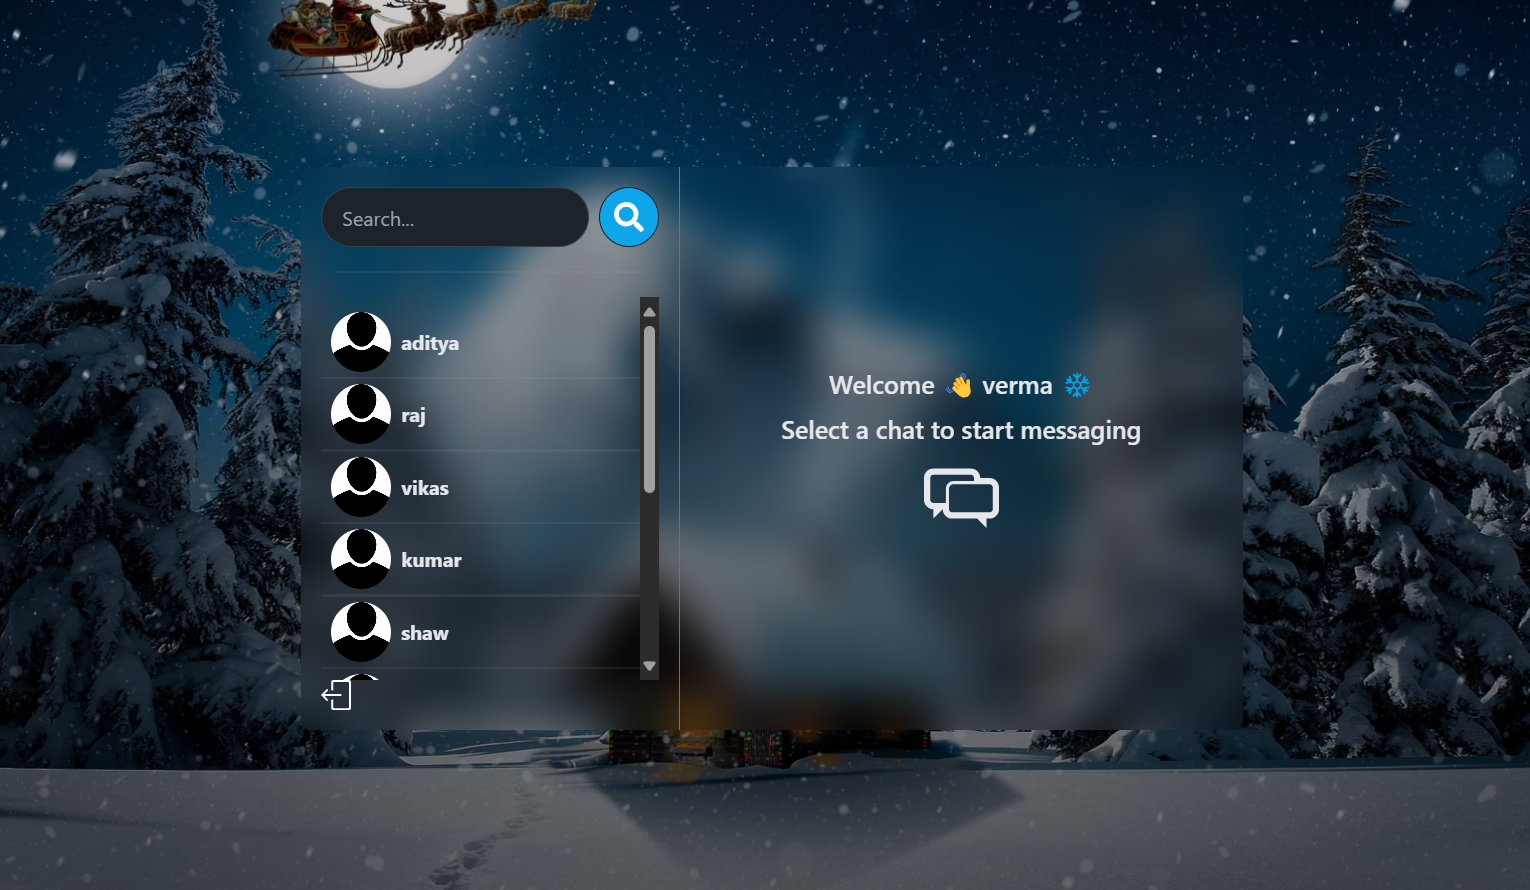 Search...
aditya
raj
vikas
kumar
shaw
Welcome 👋 verma ❄
Select a chat to start messaging